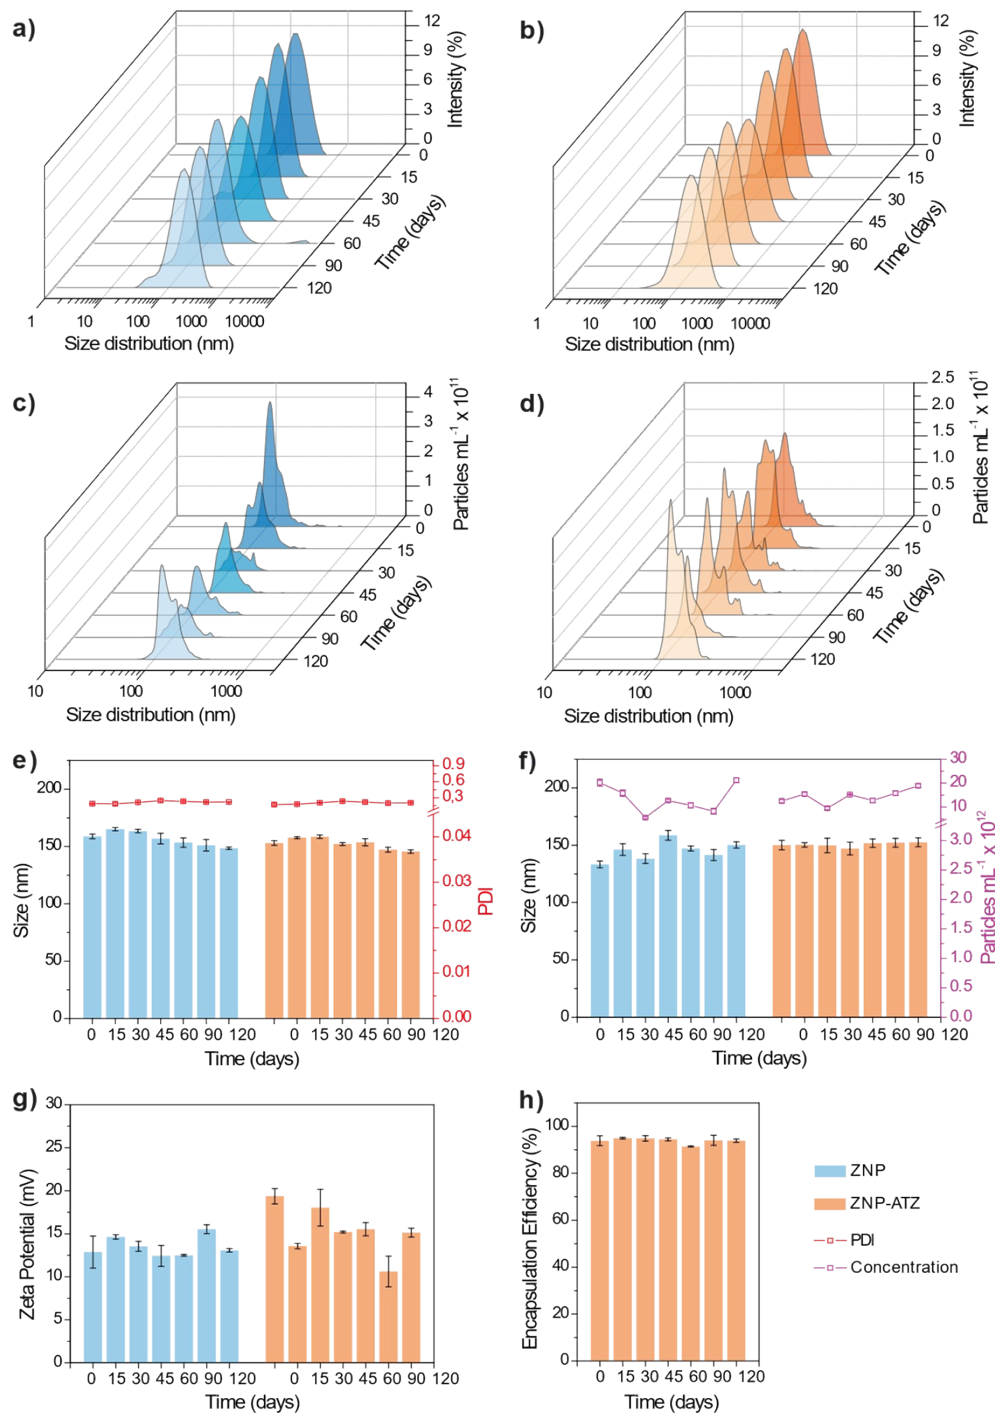 a)
12
9
6
3
0
Intensity (%)
0
15
30
45
60
90
120
Time (days)
1 10 100 1000 10000
Size distribution (nm)
b)
12
9
6
3
0
Intensity (%)
0
15
30
45
60
90
120
Time (days)
1 10 100 1000 10000
Size distribution (nm)
c)
4
3
2
1
0
Particles mL⁻¹ x 10¹¹
0
15
30
45
60
90
120
Time (days)
10 100 1000
Size distribution (nm)
d)
2.5
2.0
1.5
1.0
0.5
0
Particles mL⁻¹ x 10¹¹
0
15
30
45
60
90
120
Time (days)
10 100 1000
Size distribution (nm)
e)
200
150
100
50
0
Size (nm)
0.9
0.6
0,3
0.04
0.03
0.02
0.01
0.00
PDI
0 15 30 45 60 90 120 0 15 30 45 60 90 120
Time (days)
f)
200
150
100
50
0
Size (nm)
30
20
10
3.0
2.5
2.0
1.5
1.0
0.5
0.0
Particles mL⁻¹ x 10¹²
0 15 30 45 60 90 120 0 15 30 45 60 90 120
Time (days)
g)
30
25
20
15
10
5
0
Zeta Potential (mV)
0 15 30 45 60 90 120 0 15 30 45 60 90 120
Time (days)
h)
100
80
60
40
20
0
Encapsulation Efficiency (%)
0 15 30 45 60 90 120
Time (days)
ZNP
ZNP-ATZ
PDI
Concentration